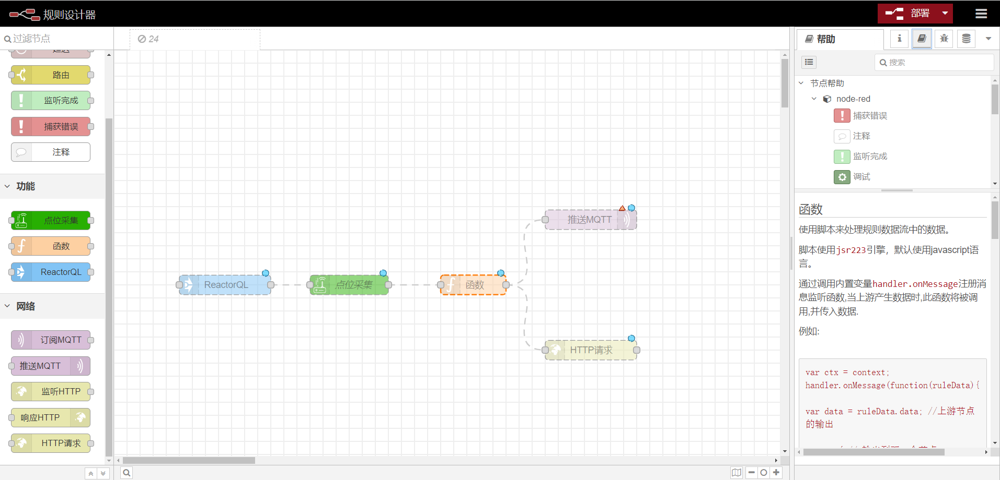 规则设计器
部署
过滤节点
24
帮助
搜索
延迟
路由
监听完成
捕获错误
注释
功能
点位采集
函数
ReactorQL
网络
订阅MQTT
推送MQTT
监听HTTP
响应HTTP
HTTP请求
ReactorQL
点位采集
函数
推送MQTT
HTTP请求
节点帮助
node-red
捕获错误
注释
监听完成
调试
函数
使用脚本来处理规则数据流中的数据。
脚本使用jsr223引擎，默认使用javascript语
言。
通过调用内置变量handler.onMessage注册消
息监听函数,当上游产生数据时,此函数将被调
用,并传入数据.
例如:
var ctx = context;
handler.onMessage(function(ruleData){
var data = ruleData.data; //上游节点
的输出